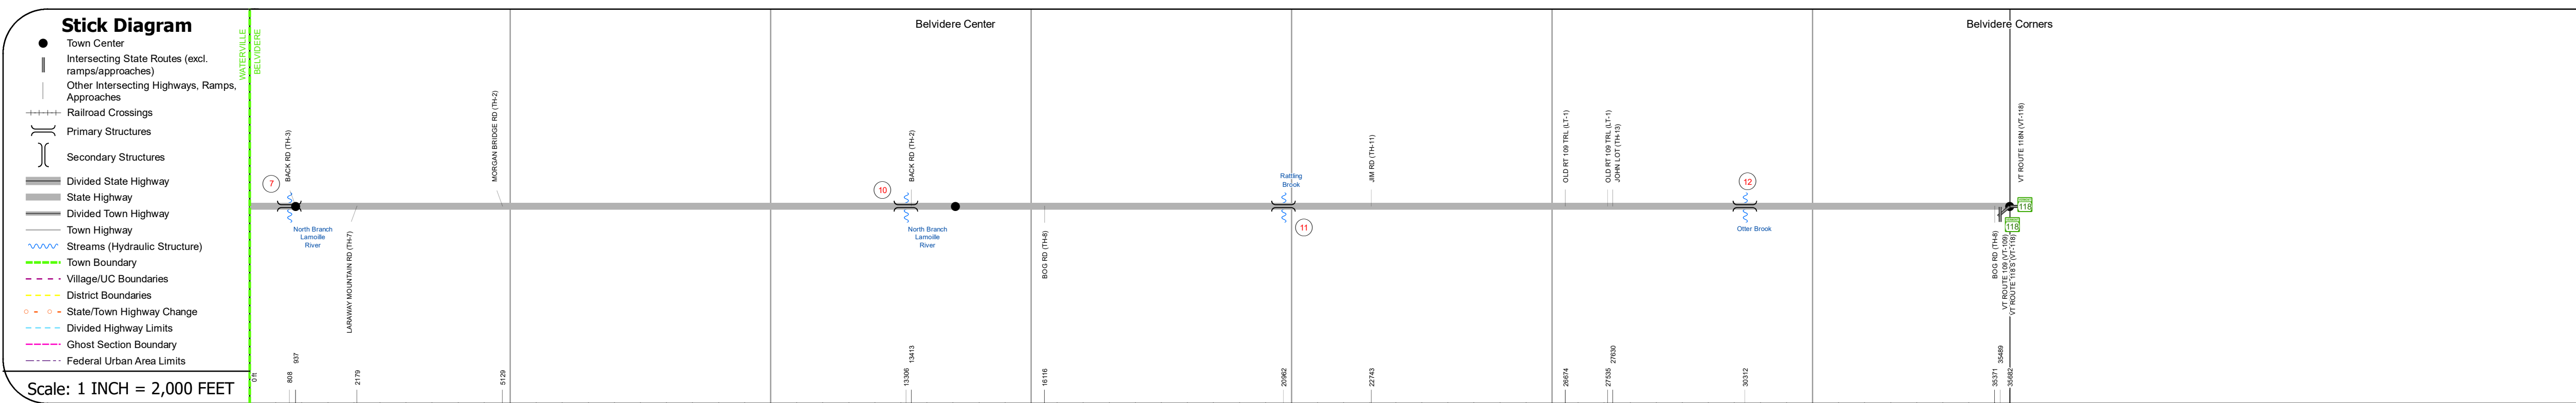 Stick Diagram
Town Center
Intersecting State Routes (excl.
ramps/approaches)
Other Intersecting Highways, Ramps,
Approaches
Railroad Crossings
Primary Structures
Secondary Structures
Divided State Highway
State Highway
Divided Town Highway
Town Highway
Streams (Hydraulic Structure)
Town Boundary
Village/UC Boundaries
District Boundaries
State/Town Highway Change
Divided Highway Limits
Ghost Section Boundary
Federal Urban Area Limits
Scale: 1 INCH = 2,000 FEET
WATERVILLE
BELVIDERE
Belvidere Center
Belvidere Corners
7
BACK RD (TH-3)
North Branch
Lamoille
River
LARAWAY MOUNTAIN RD (TH-7)
MORGAN BRIDGE RD (TH-2)
10
BACK RD (TH-2)
North Branch
Lamoille
River
BOG RD (TH-8)
Rattling
Brook
11
JIM RD (TH-11)
OLD RT 109 TRL (LT-1)
OLD RT 109 TRL (LT-1)
JOHN LOT (TH-13)
12
Otter Brook
VT ROUTE 118N (VT-118)
118
118
BOG RD (TH-8)
VT ROUTE 109 (VT-109)
VT ROUTE 118 S (VT-118)
0 ft
808
937
2179
5129
13306
13413
16116
20962
22743
26674
27535
27630
30312
35371
35489
35682